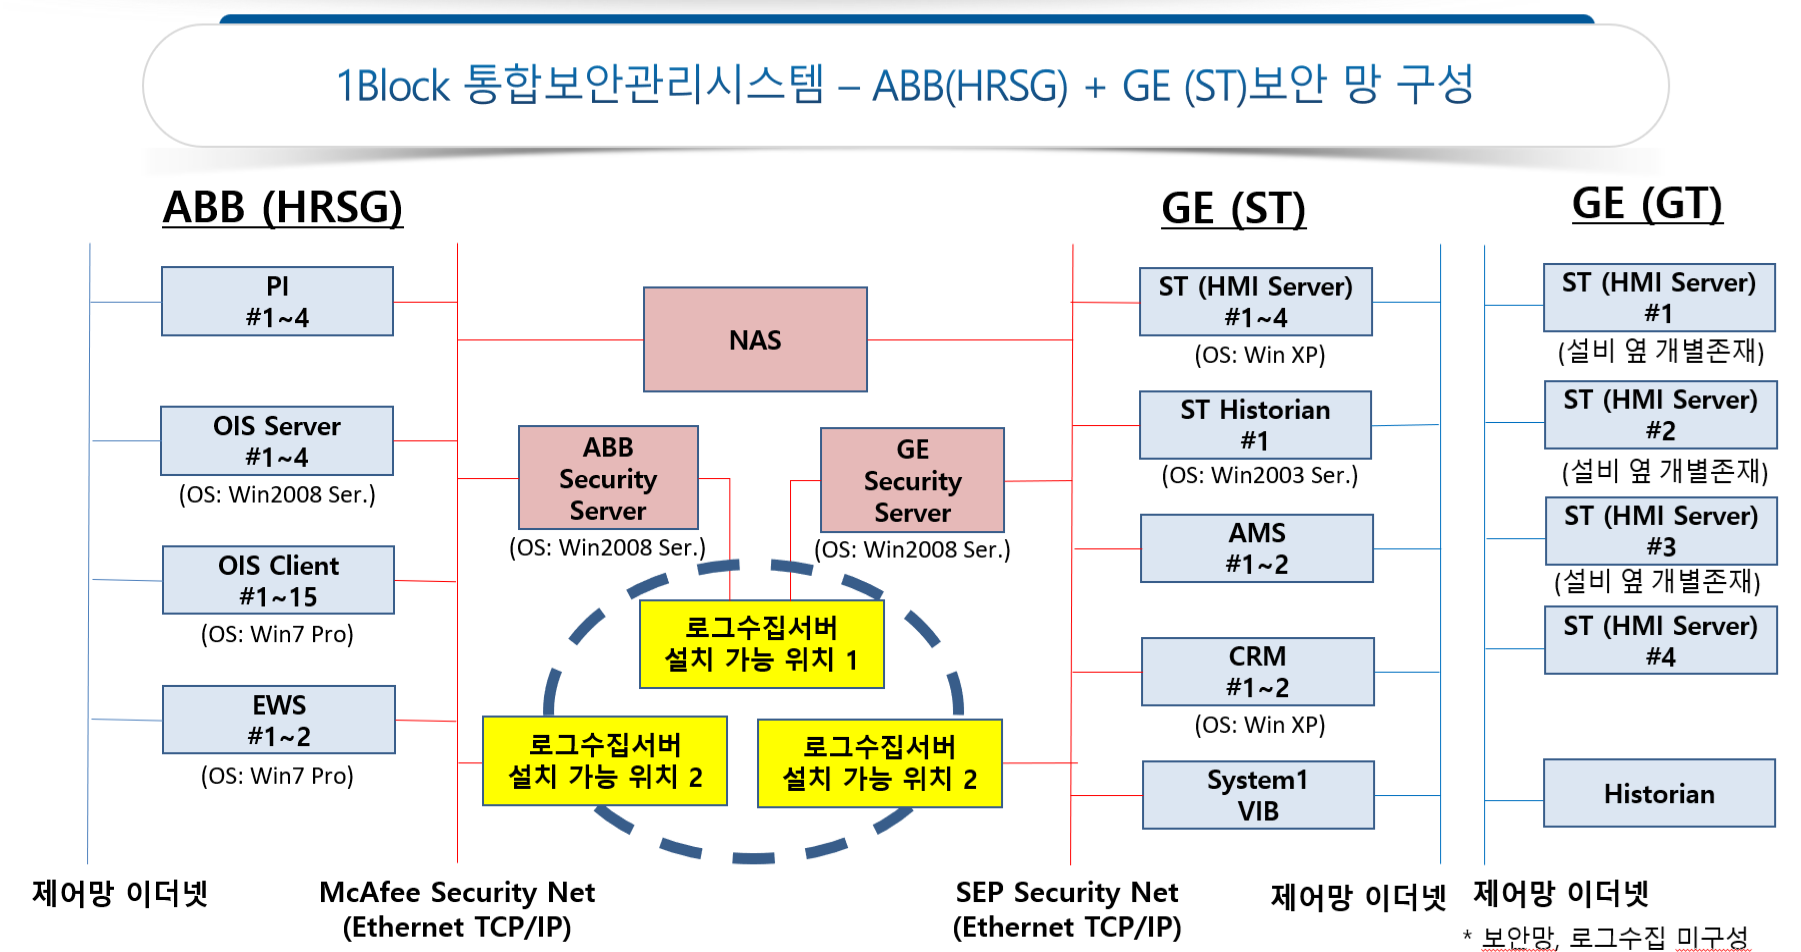 1Block 통합보안관리시스템 – ABB(HRSG) + GE (ST)보안 망 구성
ABB (HRSG)
PI
#1~4
OIS Server
#1~4
(OS: Win2008 Ser.)
OIS Client
#1~15
(OS: Win7 Pro)
EWS
#1~2
(OS: Win7 Pro)
제어망 이더넷
McAfee Security Net
(Ethernet TCP/IP)
NAS
ABB
Security
Server
(OS: Win2008 Ser.)
GE
Security
Server
(OS: Win2008 Ser.)
로그수집서버
설치 가능 위치 1
로그수집서버
설치 가능 위치 2
로그수집서버
설치 가능 위치 2
SEP Security Net
(Ethernet TCP/IP)
GE (ST)
ST (HMI Server)
#1~4
(OS: Win XP)
ST Historian
#1
(OS: Win2003 Ser.)
AMS
#1~2
CRM
#1~2
(OS: Win XP)
System1
VIB
제어망 이더넷
GE (GT)
ST (HMI Server)
#1
(설비 옆 개별존재)
ST (HMI Server)
#2
(설비 옆 개별존재)
ST (HMI Server)
#3
(설비 옆 개별존재)
ST (HMI Server)
#4
Historian
제어망 이더넷
* 보안망, 로그수집 미구성